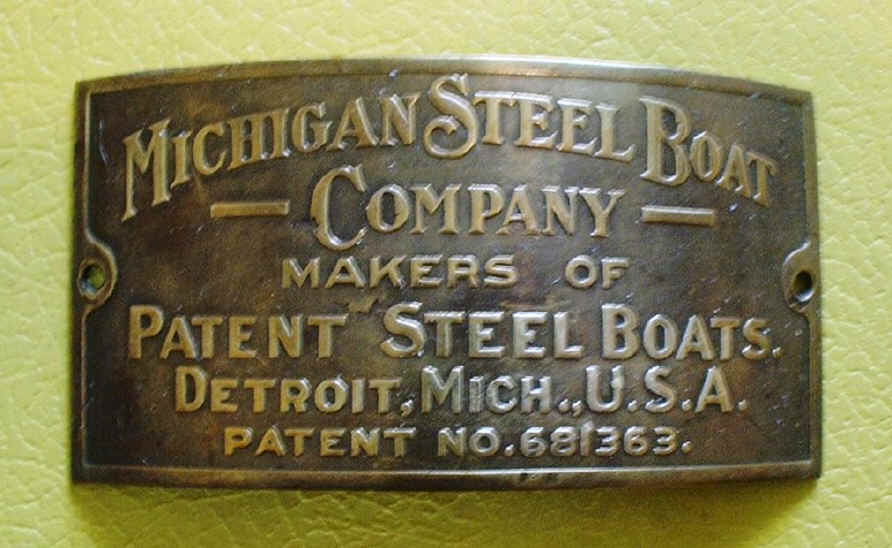 MICHIGAN STEEL BOAT
— COMPANY —
MAKERS OF
PATENT STEEL BOATS.
DETROIT, MICH., U.S.A.
PATENT NO. 681363.